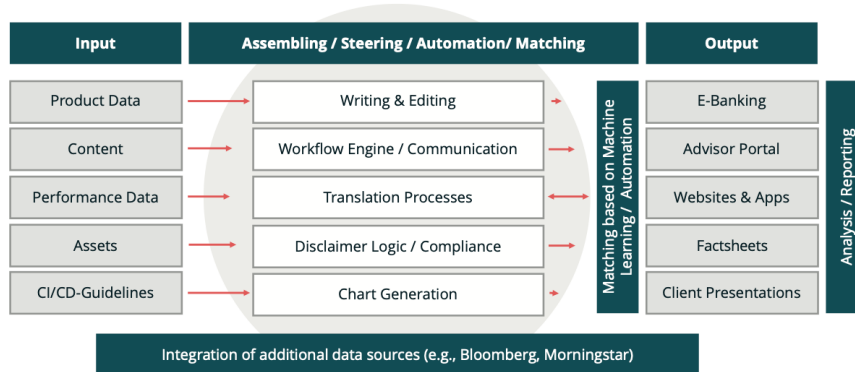 Input
Assembling / Steering / Automation/ Matching
Output
Product Data
Content
Performance Data
Assets
CI/CD-Guidelines
Writing & Editing
Workflow Engine / Communication
Translation Processes
Disclaimer Logic / Compliance
Chart Generation
Matching based on Machine
Learning / Automation
E-Banking
Advisor Portal
Websites & Apps
Factsheets
Client Presentations
Analysis / Reporting
Integration of additional data sources (e.g., Bloomberg, Morningstar)